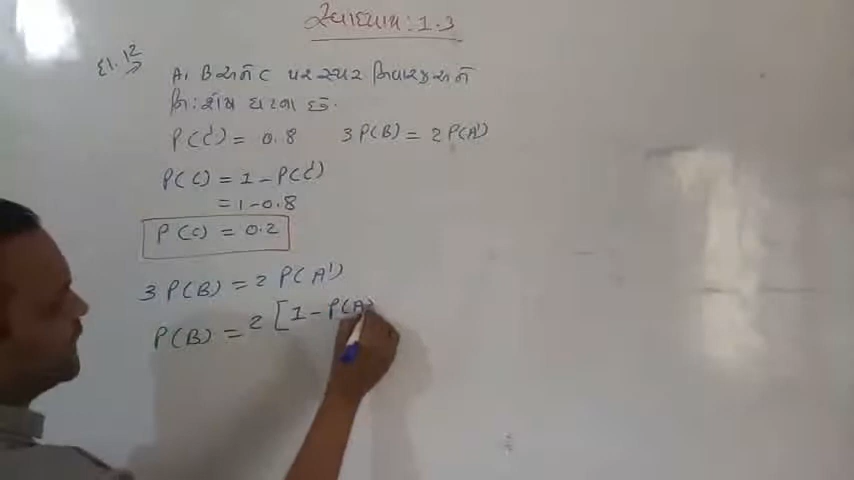 સ્વાધ્યાય: 1.3
દા.12 ⇒ A, B અને C પરસ્પર નિવારક અને
નિ:શેષ ઘટના છે.
P(C') = 0.8 3P(B) = 2P(A')
P(C) = 1 - P(C')
= 1 - 0.8
P(C) = 0.2
3P(B) = 2P(A')
P(B) = 2[1 - P(A)